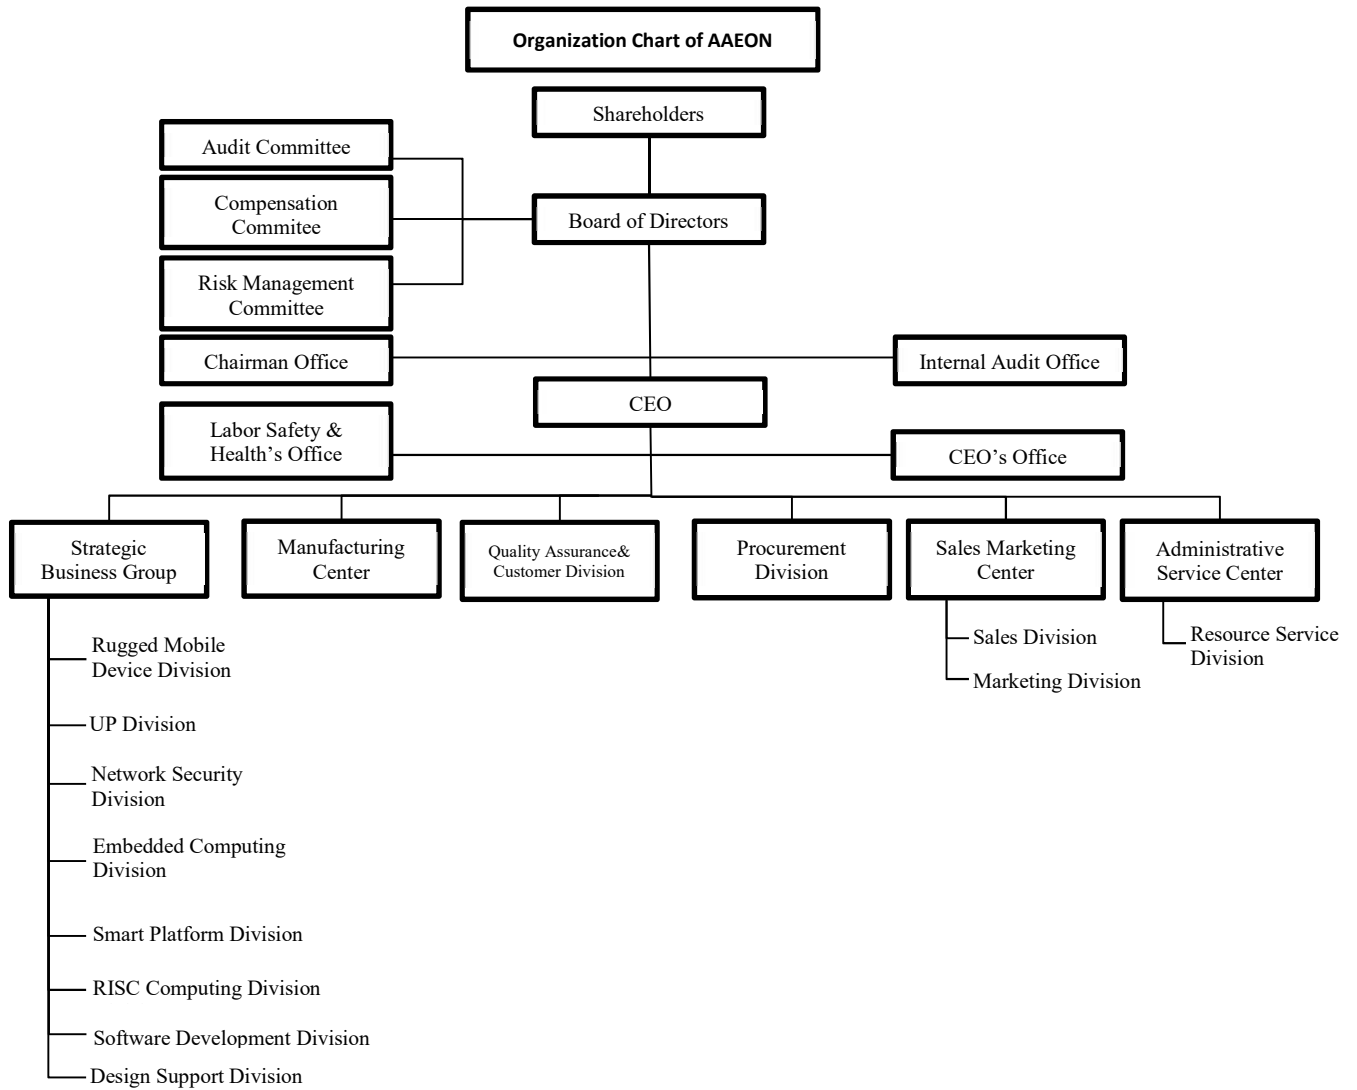 Organization Chart of AAEON
Shareholders
Audit Committee
Compensation
Commitee
Board of Directors
Risk Management
Committee
Chairman Office
Internal Audit Office
CEO
Labor Safety &
Health’s Office
CEO’s Office
Strategic
Business Group
Manufacturing
Center
Quality Assurance&
Customer Division
Procurement
Division
Sales Marketing
Center
Administrative
Service Center
Rugged Mobile
Device Division
UP Division
Network Security
Division
Embedded Computing
Division
Smart Platform Division
RISC Computing Division
Software Development Division
Design Support Division
Sales Division
Marketing Division
Resource Service
Division